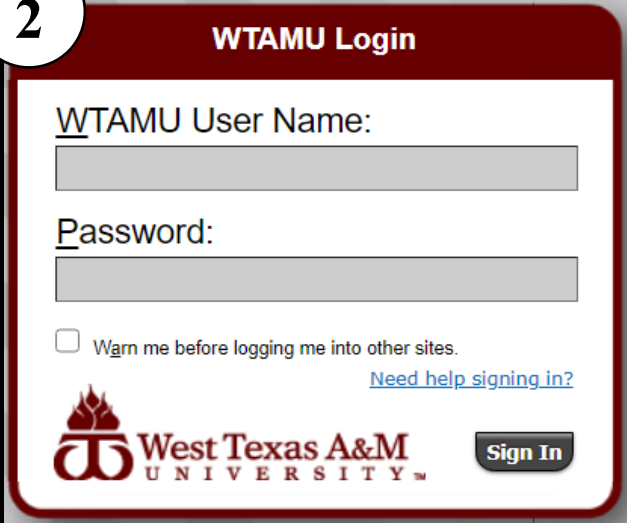 2
WTAMU Login
WTAMU User Name:
Password:
Warn me before logging me into other sites.
Need help signing in?
West Texas A&M
UNIVERSITY™
Sign In